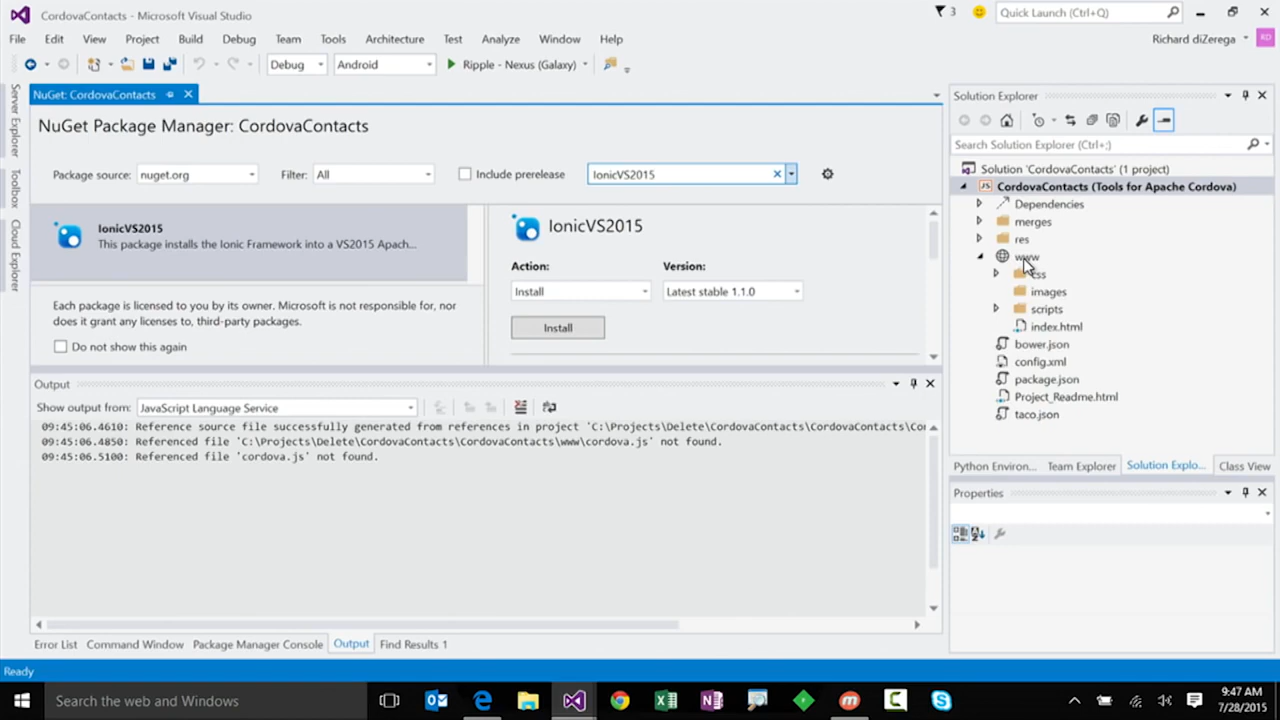 CordovaContacts - Microsoft Visual Studio
3
Quick Launch (Ctrl+Q)
File Edit View Project Build Debug Team Tools Architecture Test Analyze Window Help
Richard diZerega
RD
Debug
Android
Ripple - Nexus (Galaxy)
Server Explorer
Toolbox
Cloud Explorer
NuGet: CordovaContacts
NuGet Package Manager: CordovaContacts
Package source:
nuget.org
Filter:
All
Include prerelease
IonicVS2015
IonicVS2015
This package installs the Ionic Framework into a VS2015 Apach...
Each package is licensed to you by its owner. Microsoft is not responsible for, nor
does it grant any licenses to, third-party packages.
Do not show this again
IonicVS2015
Action:
Version:
Install
Latest stable 1.1.0
Install
Output
Show output from:
JavaScript Language Service
09:45:06.4610: Reference source file successfully generated from references in project 'C:\Projects\Delete\CordovaContacts\CordovaContacts\Cor
09:45:06.4850: Referenced file 'C:\Projects\Delete\CordovaContacts\CordovaContacts\www\cordova.js' not found.
09:45:06.5100: Referenced file 'cordova.js' not found.
Error List Command Window Package Manager Console Output Find Results 1
Solution Explorer
Search Solution Explorer (Ctrl+;)
Solution 'CordovaContacts' (1 project)
JS CordovaContacts (Tools for Apache Cordova)
Dependencies
merges
res
www
css
images
scripts
index.html
bower.json
config.xml
package.json
Project_Readme.html
taco.json
Python Environ... Team Explorer Solution Explo... Class View
Properties
Ready
Search the web and Windows
9:47 AM
7/28/2015